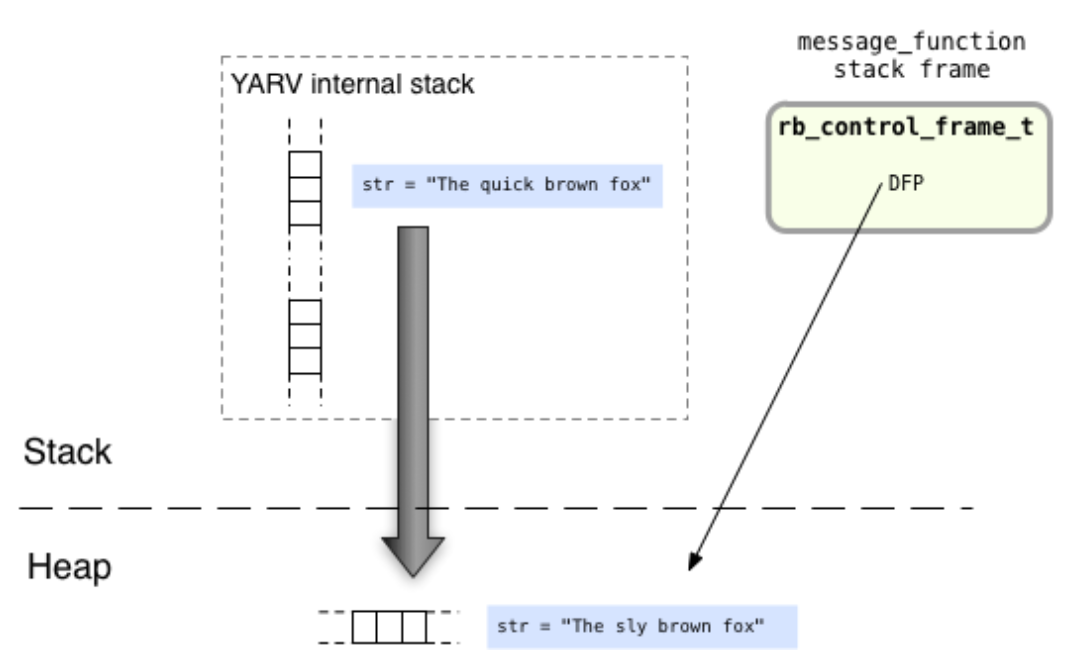 message_function
stack frame
YARV internal stack
rb_control_frame_t
str = "The quick brown fox"
DFP
Stack
Heap
str = "The sly brown fox"